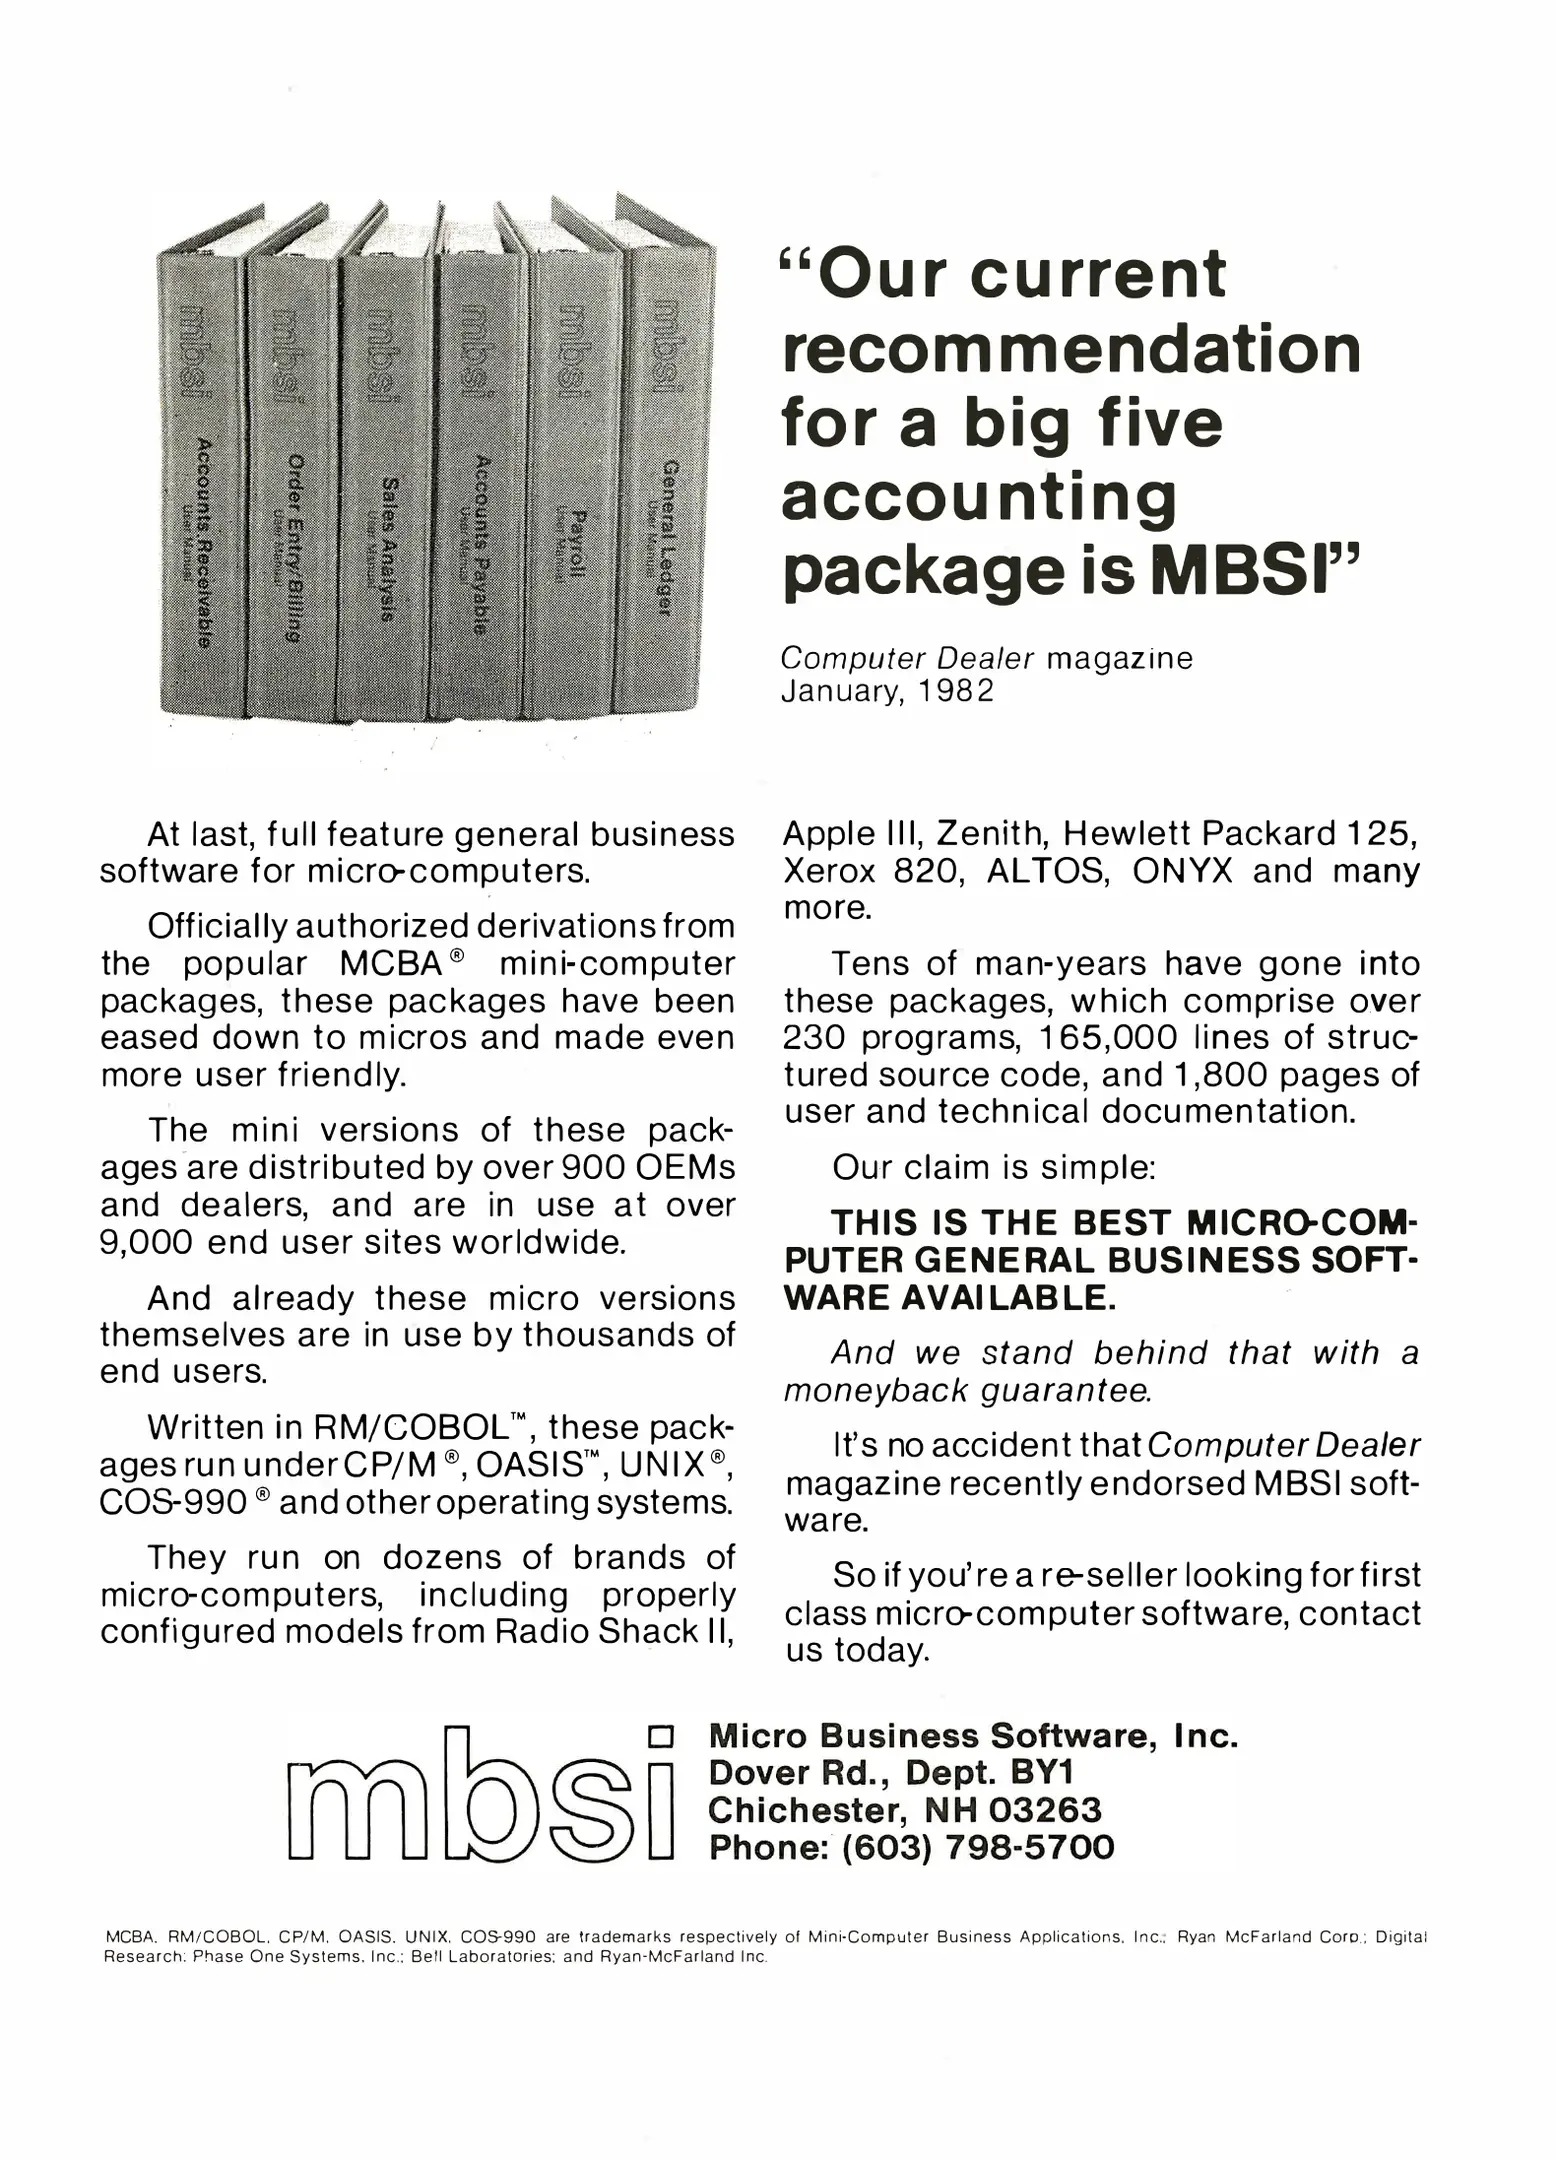 mbsi Accounts Receivable
User Manual
mbsi Order Entry/Billing
User Manual
mbsi Sales Analysis
User Manual
mbsi Accounts Payable
User Manual
mbsi Payroll
User Manual
mbsi General Ledger
User Manual
“Our current
recommendation
for a big five
accounting
package is MBSI”
Computer Dealer magazine
January, 1982
At last, full feature general business
software for micro-computers.
Officially authorized derivations from
the popular MCBA® mini-computer
packages, these packages have been
eased down to micros and made even
more user friendly.
The mini versions of these pack-
ages are distributed by over 900 OEMs
and dealers, and are in use at over
9,000 end user sites worldwide.
And already these micro versions
themselves are in use by thousands of
end users.
Written in RM/COBOL™, these pack-
ages run under CP/M®, OASIS™, UNIX®,
COS-990® and other operating systems.
They run on dozens of brands of
micro-computers, including properly
configured models from Radio Shack II,
Apple III, Zenith, Hewlett Packard 125,
Xerox 820, ALTOS, ONYX and many
more.
Tens of man-years have gone into
these packages, which comprise over
230 programs, 165,000 lines of struc-
tured source code, and 1,800 pages of
user and technical documentation.
Our claim is simple:
THIS IS THE BEST MICRO-COM-
PUTER GENERAL BUSINESS SOFT-
WARE AVAILABLE.
And we stand behind that with a
moneyback guarantee.
It's no accident that Computer Dealer
magazine recently endorsed MBSI soft-
ware.
So if you're a re-seller looking for first
class micro-computer software, contact
us today.
mbsi
Micro Business Software, Inc.
Dover Rd., Dept. BY1
Chichester, NH 03263
Phone: (603) 798-5700
MCBA, RM/COBOL, CP/M, OASIS, UNIX, COS-990 are trademarks respectively of Mini-Computer Business Applications, Inc.; Ryan McFarland Corp.; Digital
Research; Phase One Systems, Inc.; Bell Laboratories; and Ryan-McFarland Inc.